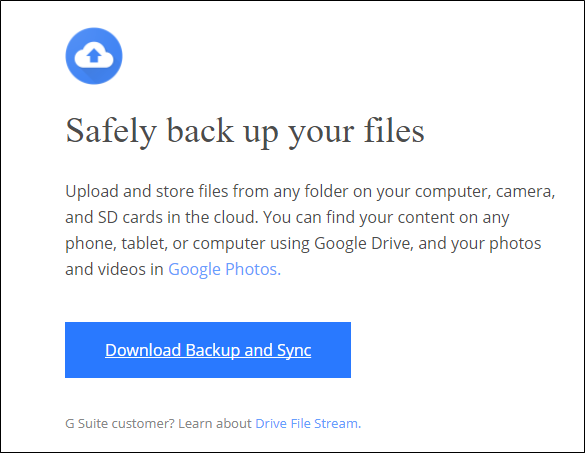 Safely back up your files
Upload and store files from any folder on your computer, camera,
and SD cards in the cloud. You can find your content on any
phone, tablet, or computer using Google Drive, and your photos
and videos in Google Photos.
Download Backup and Sync
G Suite customer? Learn about Drive File Stream.